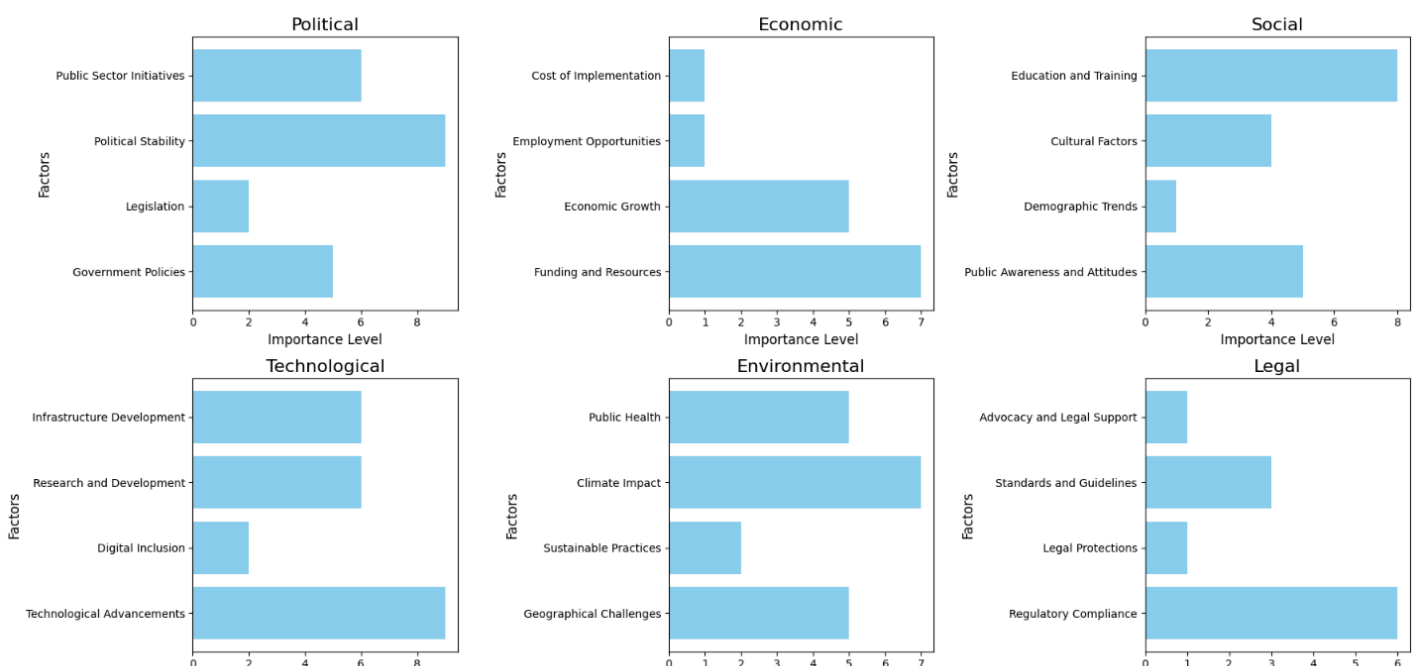 Political
Factors
Public Sector Initiatives
Political Stability
Legislation
Government Policies
0 2 4 6 8
Importance Level
Economic
Factors
Cost of Implementation
Employment Opportunities
Economic Growth
Funding and Resources
0 1 2 3 4 5 6 7
Importance Level
Social
Factors
Education and Training
Cultural Factors
Demographic Trends
Public Awareness and Attitudes
0 2 4 6 8
Importance Level
Technological
Factors
Infrastructure Development
Research and Development
Digital Inclusion
Technological Advancements
0 2 4 6 8
Environmental
Factors
Public Health
Climate Impact
Sustainable Practices
Geographical Challenges
0 1 2 3 4 5 6 7
Legal
Factors
Advocacy and Legal Support
Standards and Guidelines
Legal Protections
Regulatory Compliance
0 1 2 3 4 5 6